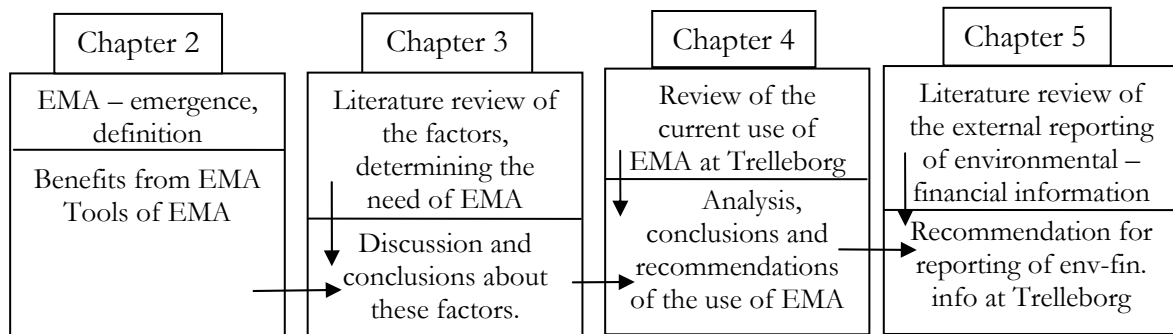 Chapter 2
EMA – emergence,
definition
Benefits from EMA
Tools of EMA
Chapter 3
Literature review of
the factors,
determining the
need of EMA
Discussion and
conclusions about
these factors.
Chapter 4
Review of the
current use of
EMA at Trelleborg
Analysis,
conclusions and
recommendations
of the use of EMA
Chapter 5
Literature review of
the external reporting
of environmental –
financial information
Recommendation for
reporting of env-fin.
info at Trelleborg